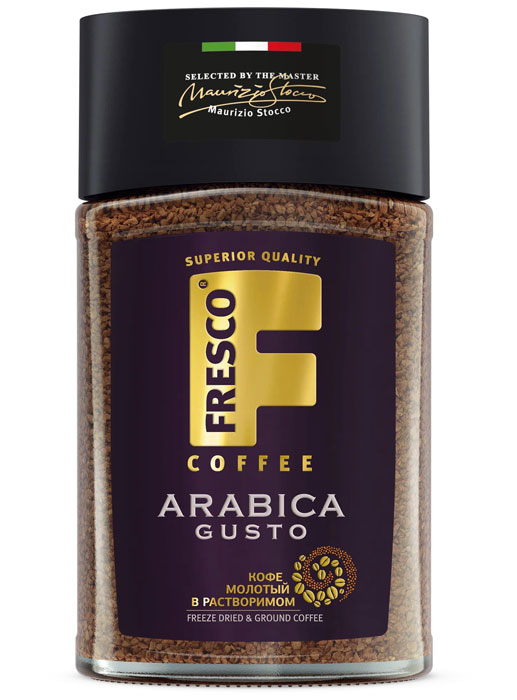 SELECTED BY THE MASTER
Maurizio Stocco
Maurizio Stocco
SUPERIOR QUALITY
CC
FRESCO
F
COFFEE
ARABICA
GUSTO
КОФЕ
МОЛОТЫЙ
В РАСТВОРИМОМ
FREEZE DRIED & GROUND COFFEE